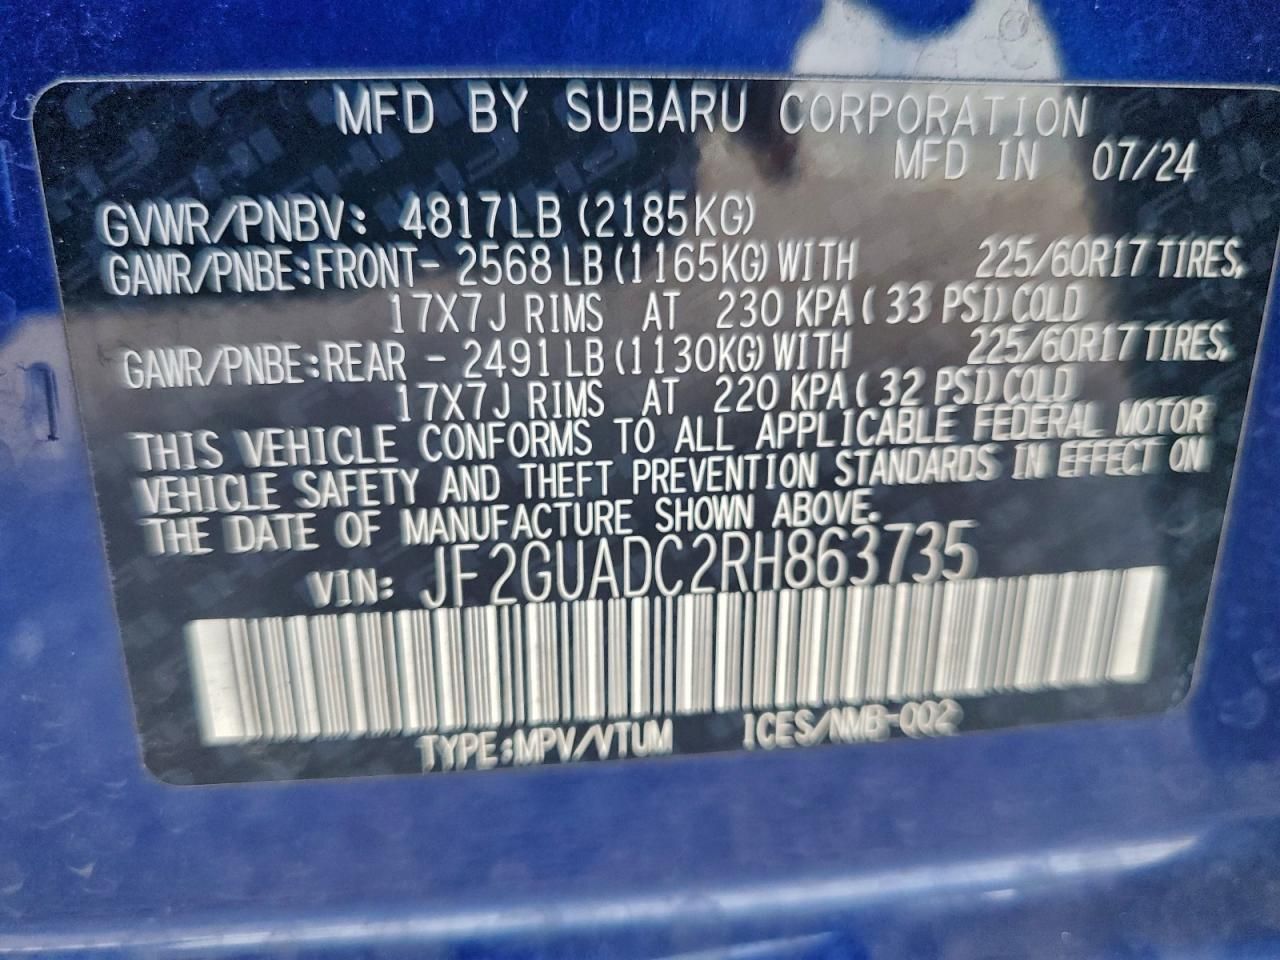 MFD BY SUBARU CORPORATION
MFD IN 07/24
GVWR/PNBV: 4817LB (2185KG)
GAWR/PNBE:FRONT- 2568 LB (1165KG) WITH 225/60R17 TIRES,
17X7J RIMS AT 230 KPA ( 33 PSI) COLD
GAWR/PNBE:REAR - 2491 LB (1130KG) WITH 225/60R17 TIRES,
17X7J RIMS AT 220 KPA ( 32 PSI) COLD
THIS VEHICLE CONFORMS TO ALL APPLICABLE FEDERAL MOTOR
VEHICLE SAFETY AND THEFT PREVENTION STANDARDS IN EFFECT ON
THE DATE OF MANUFACTURE SHOWN ABOVE.
VIN: JF2GUADC2RH863735
TYPE:MPV/VTUM ICES/NMB-002